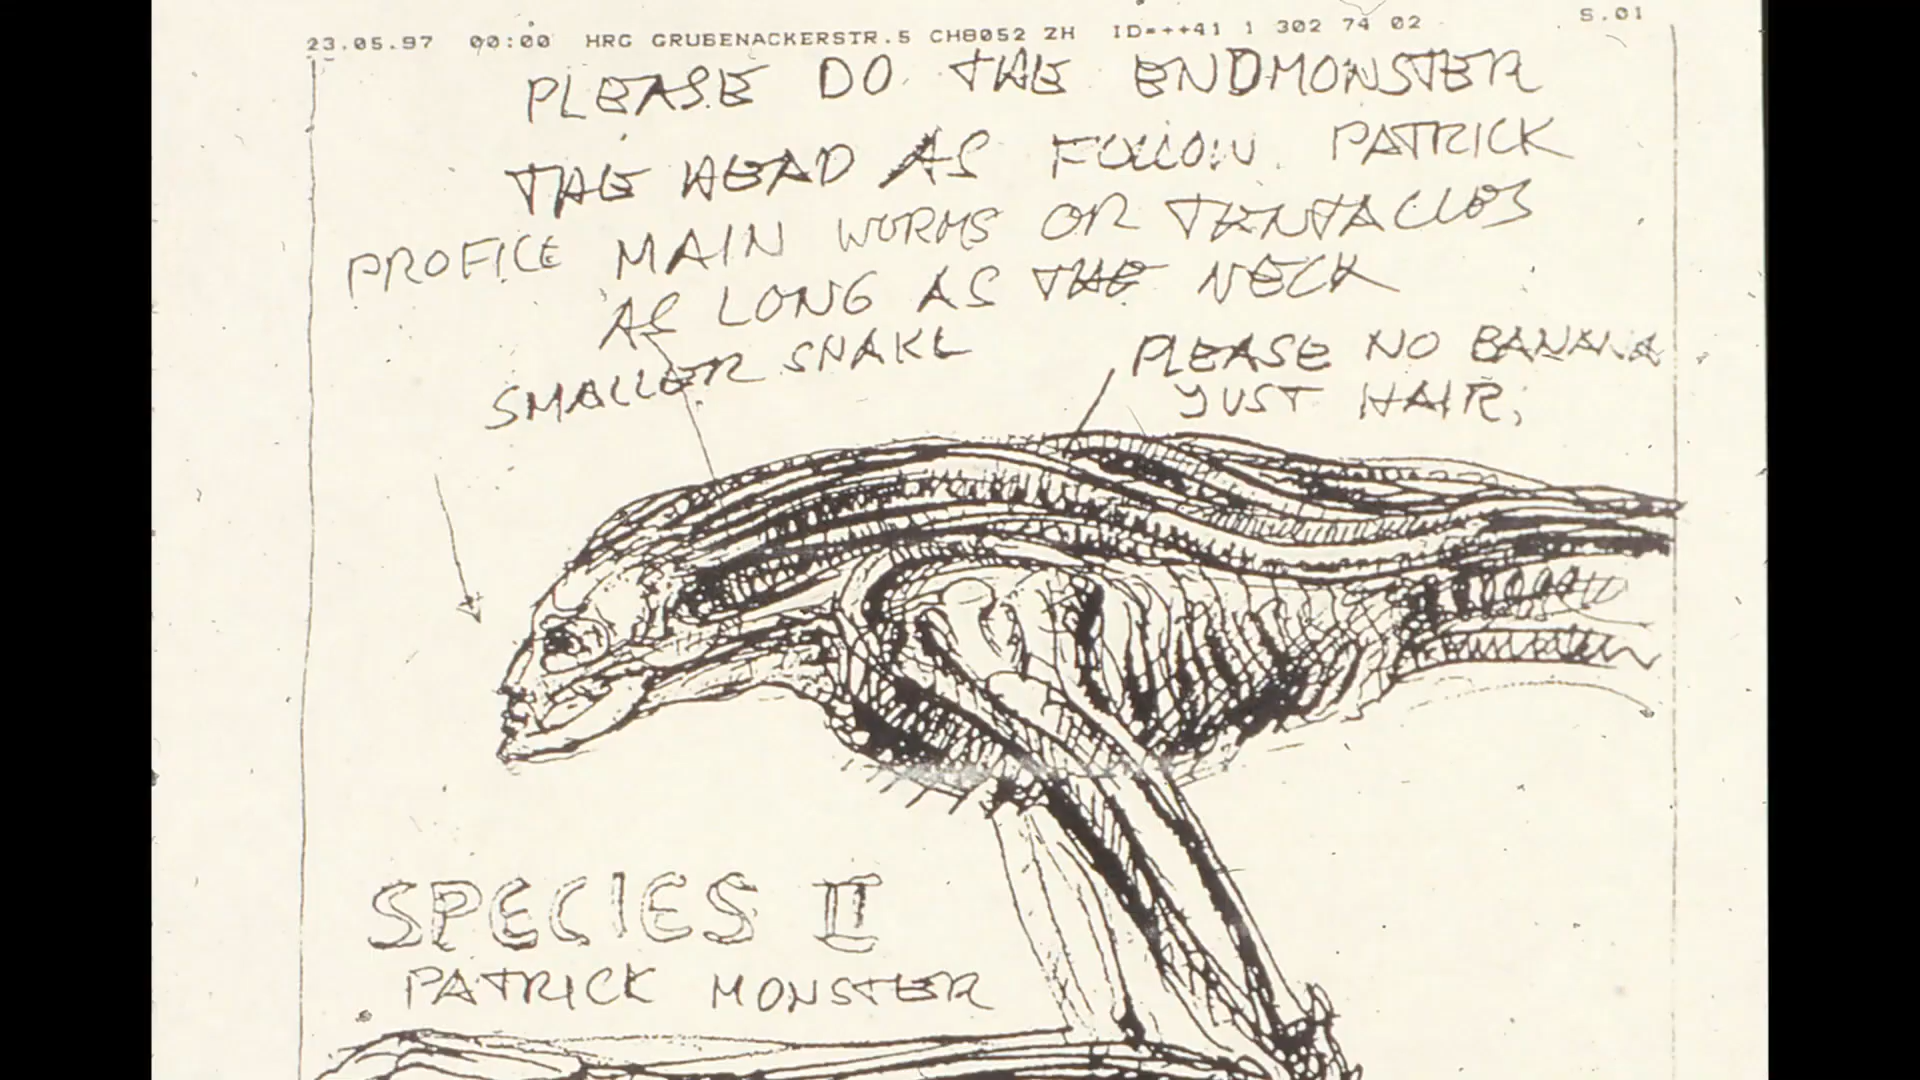 23.05.97 00:00 HRG GRUBENACKERSTR.5 CH8052 ZH ID=++41 1 302 74 02 S.01
PLEASE DO THE ENDMONSTER
THE HEAD AS FOLLOW PATRICK
PROFILE MAIN WORMS OR TENTACLES
AS LONG AS THE NECK
SMALLER SNAKE
PLEASE NO BANANA
YUST HAIR,
SPECIES II
PATRICK MONSTER